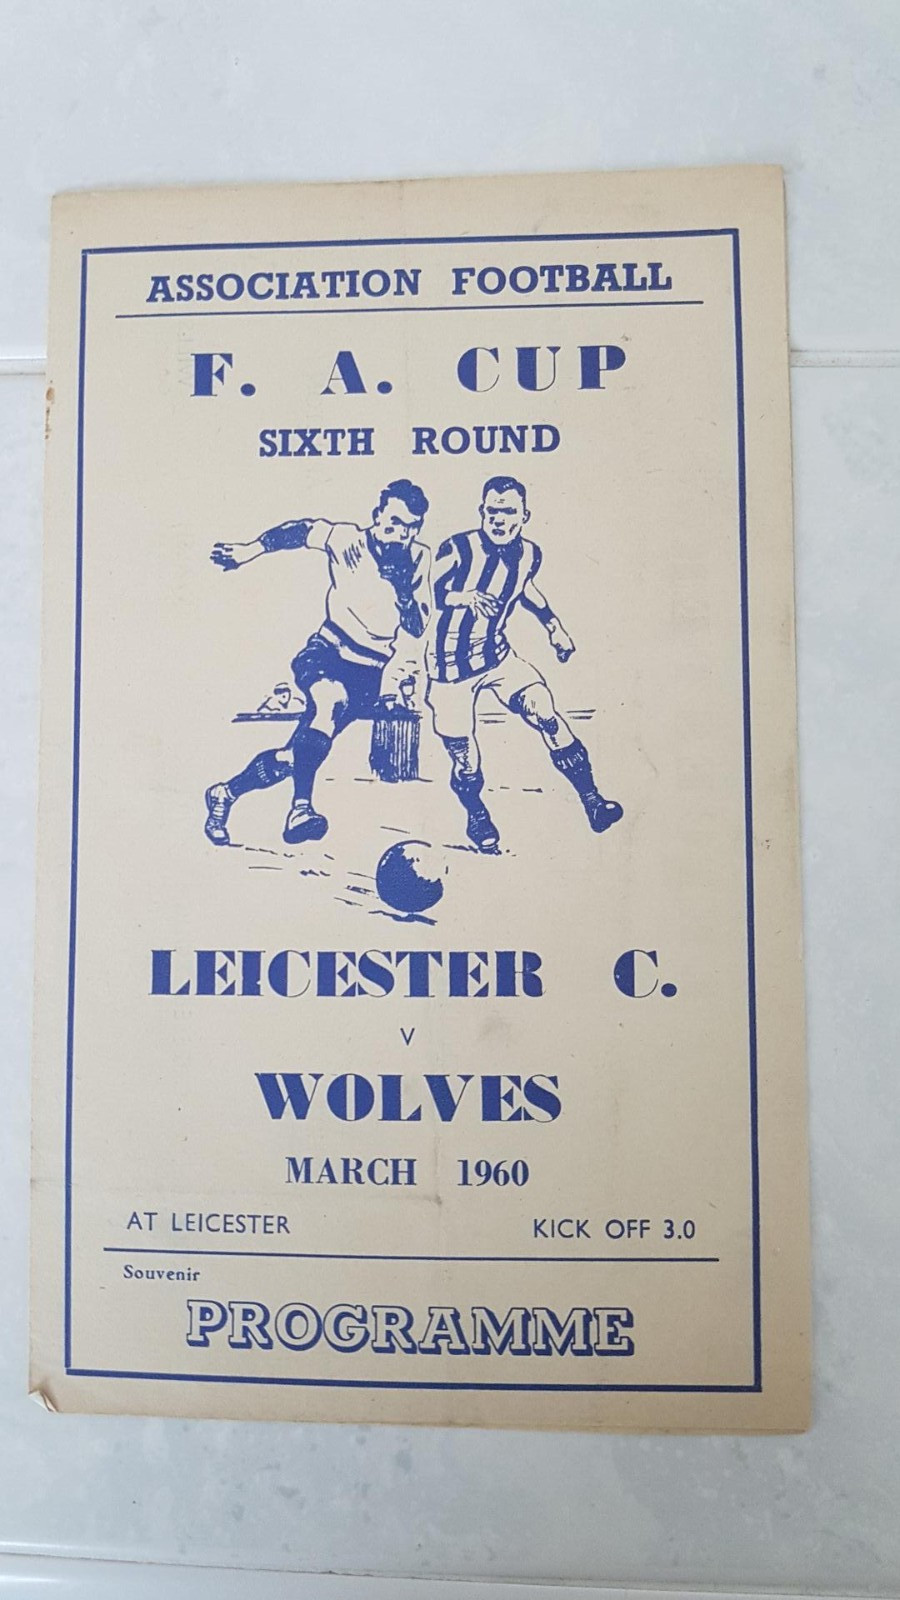 ASSOCIATION FOOTBALL
F. A. CUP
SIXTH ROUND
LEICESTER C.
V
WOLVES
MARCH 1960
AT LEICESTER KICK OFF 3.0
Souvenir
PROGRAMME